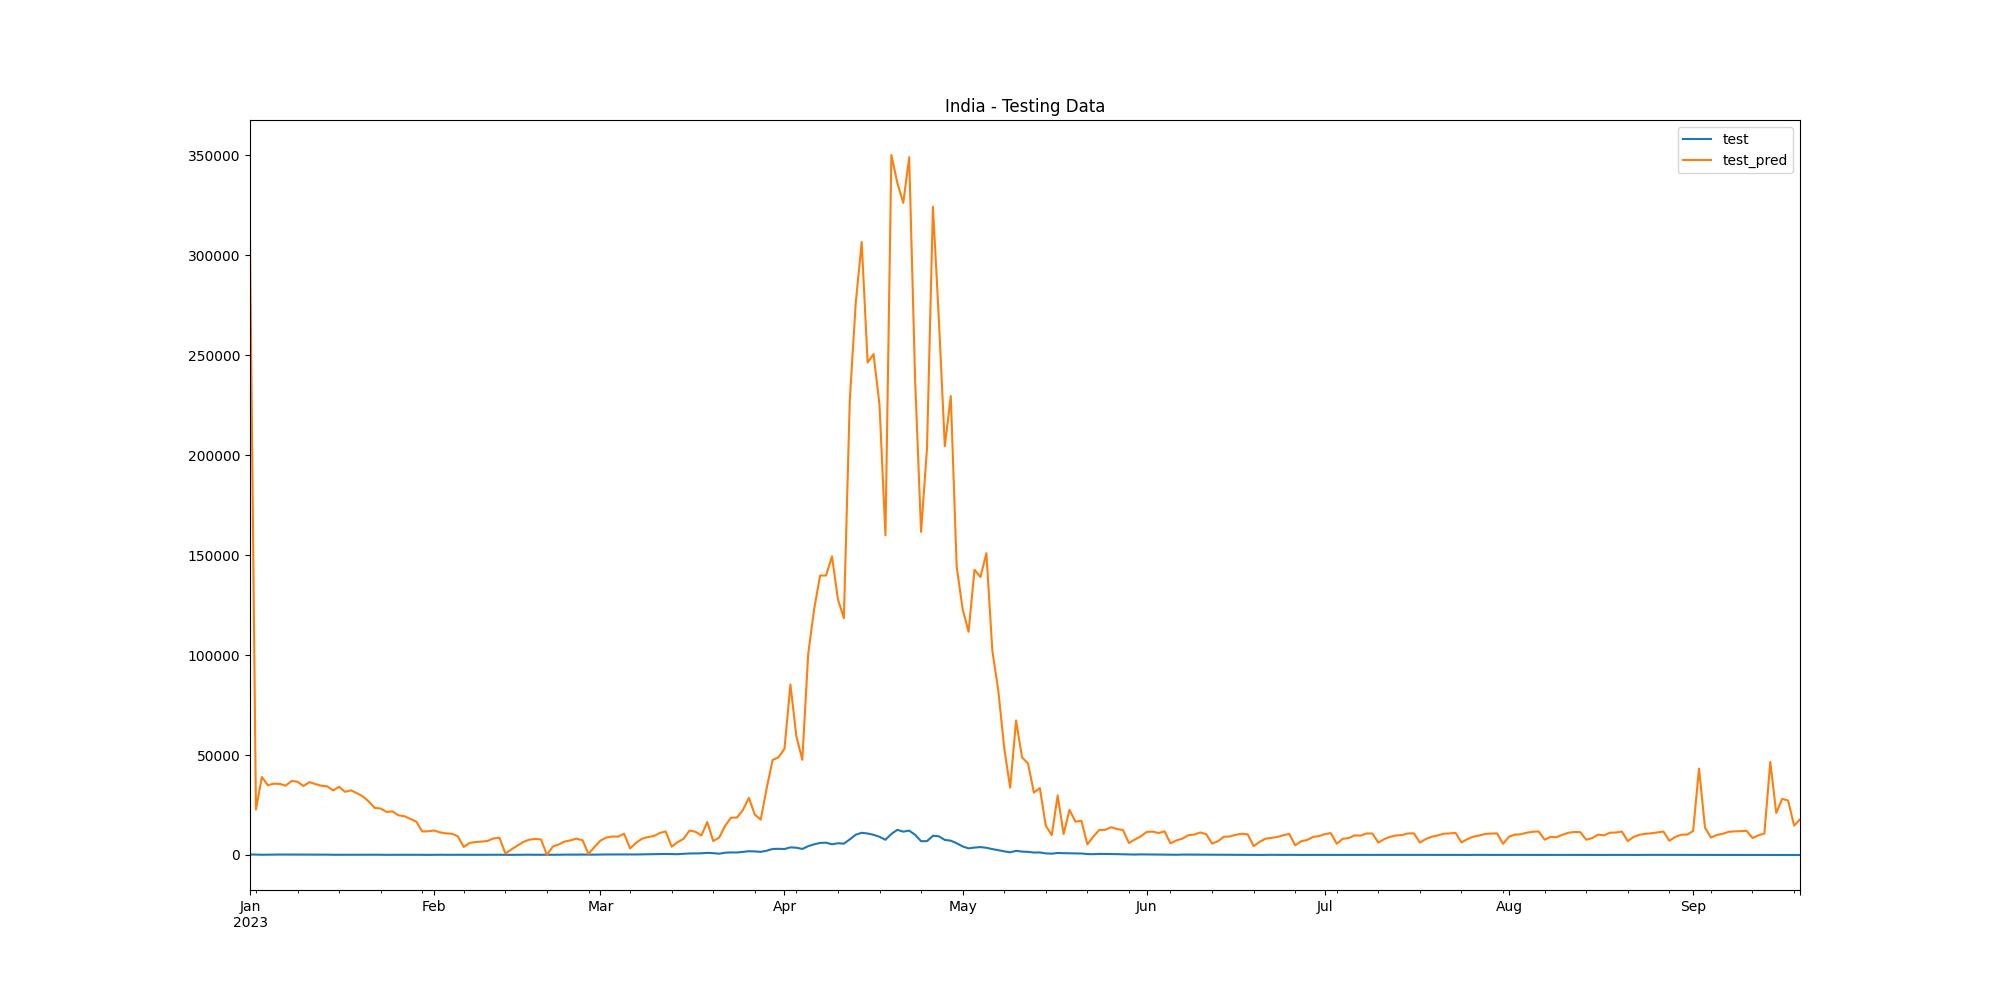 India - Testing Data
test
test_pred
350000
300000
250000
200000
150000
100000
50000
0
Jan Feb Mar Apr May Jun Jul Aug Sep
2023